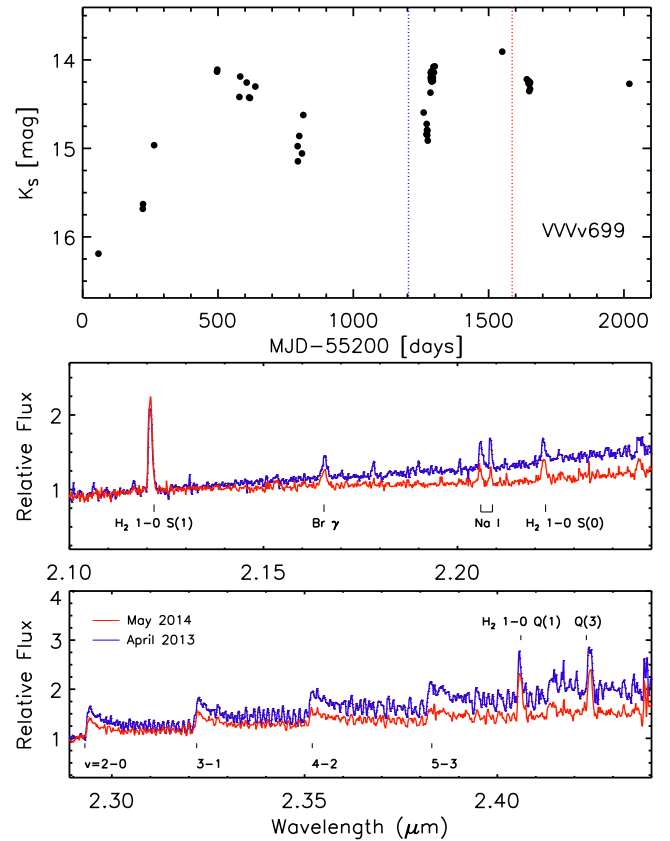 14
15
16
K_S [mag]
VVVv699
0 500 1000 1500 2000
MJD-55200 [days]
2
1
Relative Flux
H₂ 1-0 S(1) Br γ Na I H₂ 1-0 S(0)
2.10 2.15 2.20
4
3
2
1
Relative Flux
May 2014
April 2013
H₂ 1-0 Q(1) Q(3)
v=2-0 3-1 4-2 5-3
2.30 2.35 2.40
Wavelength (μm)